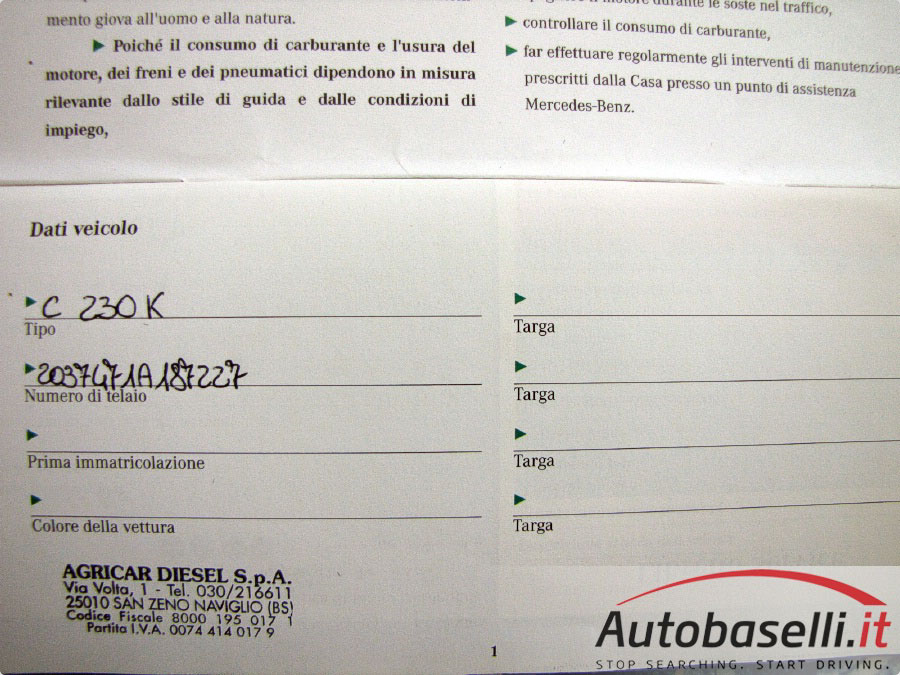 mento giova all'uomo e alla natura.
Poiché il consumo di carburante e l'usura del
motore, dei freni e dei pneumatici dipendono in misura
rilevante dallo stile di guida e dalle condizioni di
impiego,
durante le soste nel traffico,
controllare il consumo di carburante,
far effettuare regolarmente gli interventi di manutenzione
prescritti dalla Casa presso un punto di assistenza
Mercedes-Benz.
Dati veicolo
C 230 K
Tipo
2037471A187227
Numero di telaio
Prima immatricolazione
Colore della vettura
Targa
Targa
Targa
Targa
AGRICAR DIESEL S.p.A.
Via Volta, 1 - Tel. 030/216611
25010 SAN ZENO NAVIGLIO (BS)
Codice Fiscale 8000 195 017 1
Partita I.V.A. 0074 414 017 9
1
Autobaselli.it
STOP SEARCHING. START DRIVING.